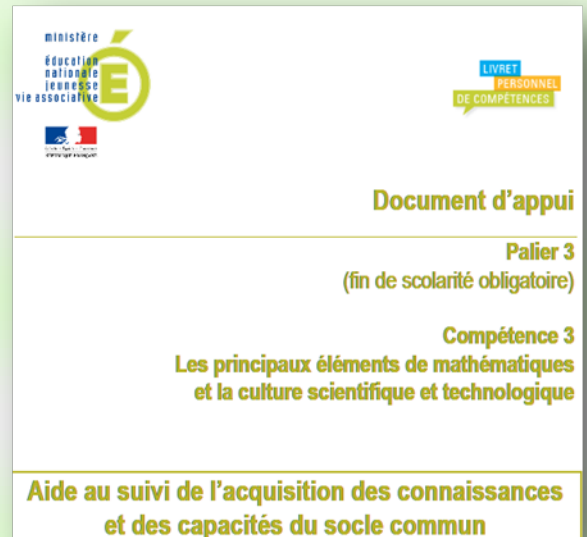 ministère
éducation
nationale
jeunesse
vie associative
É
LIVRET
PERSONNEL
DE COMPÉTENCES
Document d'appui
Palier 3
(fin de scolarité obligatoire)
Compétence 3
Les principaux éléments de mathématiques
et la culture scientifique et technologique
Aide au suivi de l'acquisition des connaissances
et des capacités du socle commun